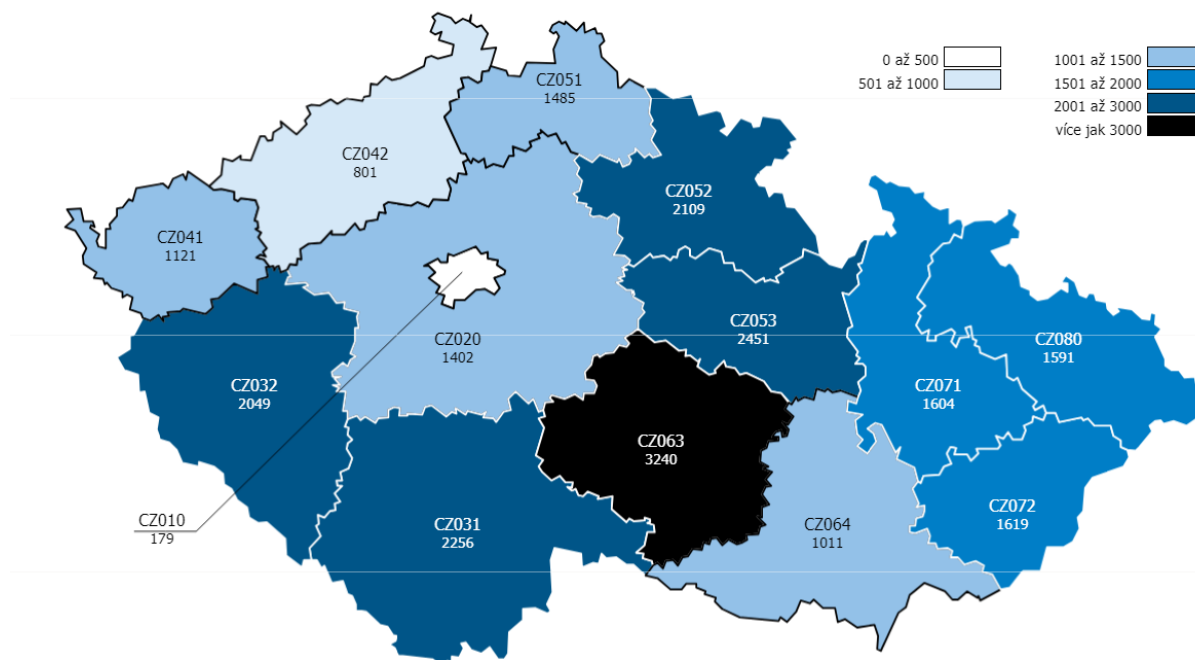 0 až 500
501 až 1000
1001 až 1500
1501 až 2000
2001 až 3000
více jak 3000
CZ051
1485
CZ042
801
CZ052
2109
CZ041
1121
CZ053
2451
CZ020
1402
CZ080
1591
CZ032
2049
CZ071
1604
CZ063
3240
CZ072
1619
CZ010
179
CZ031
2256
CZ064
1011